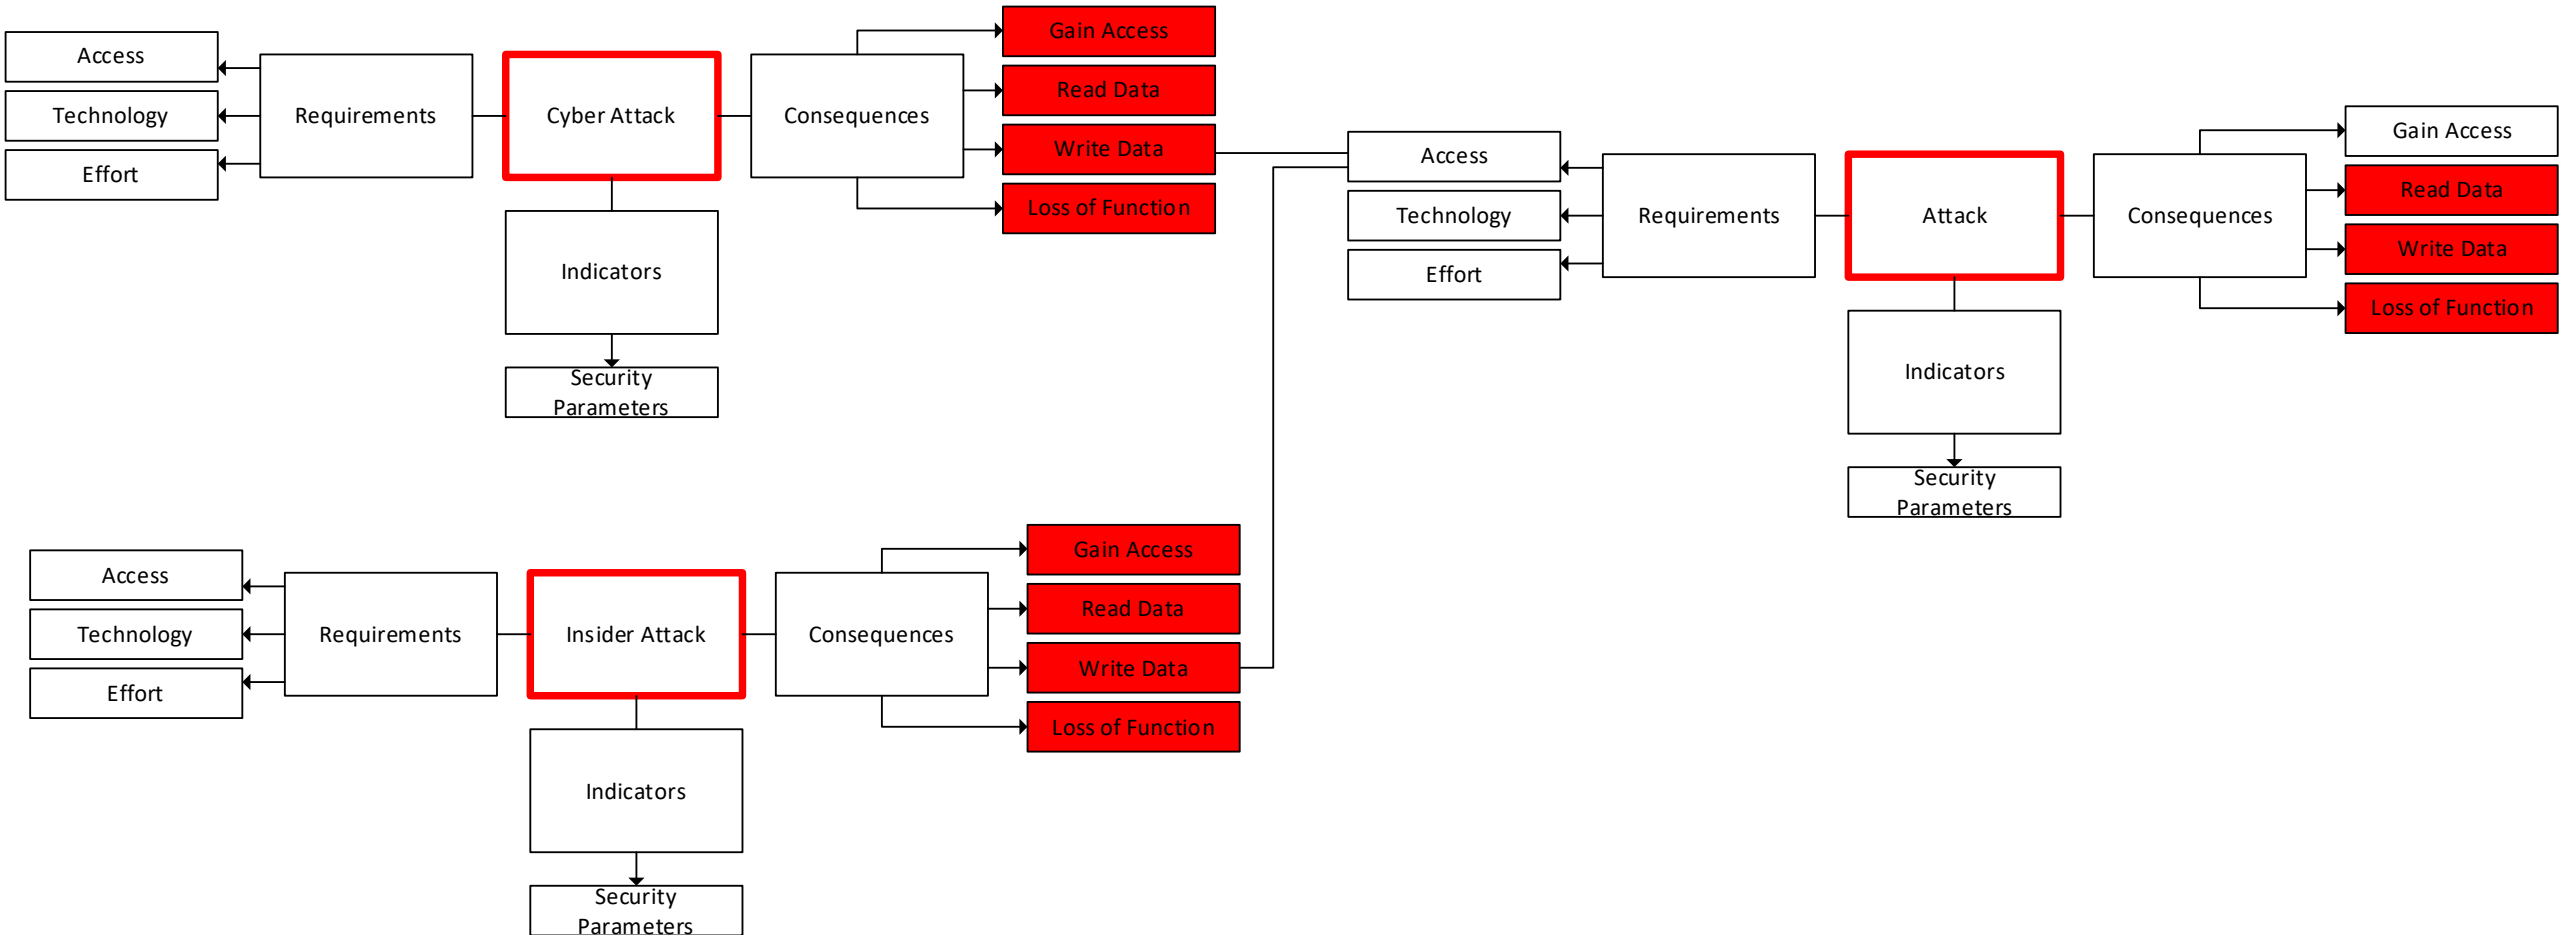 Access
Technology
Effort
Requirements
Cyber Attack
Consequences
Gain Access
Read Data
Write Data
Loss of Function
Indicators
Security
Parameters
Access
Technology
Effort
Requirements
Attack
Consequences
Gain Access
Read Data
Write Data
Loss of Function
Indicators
Security
Parameters
Access
Technology
Effort
Requirements
Insider Attack
Consequences
Gain Access
Read Data
Write Data
Loss of Function
Indicators
Security
Parameters